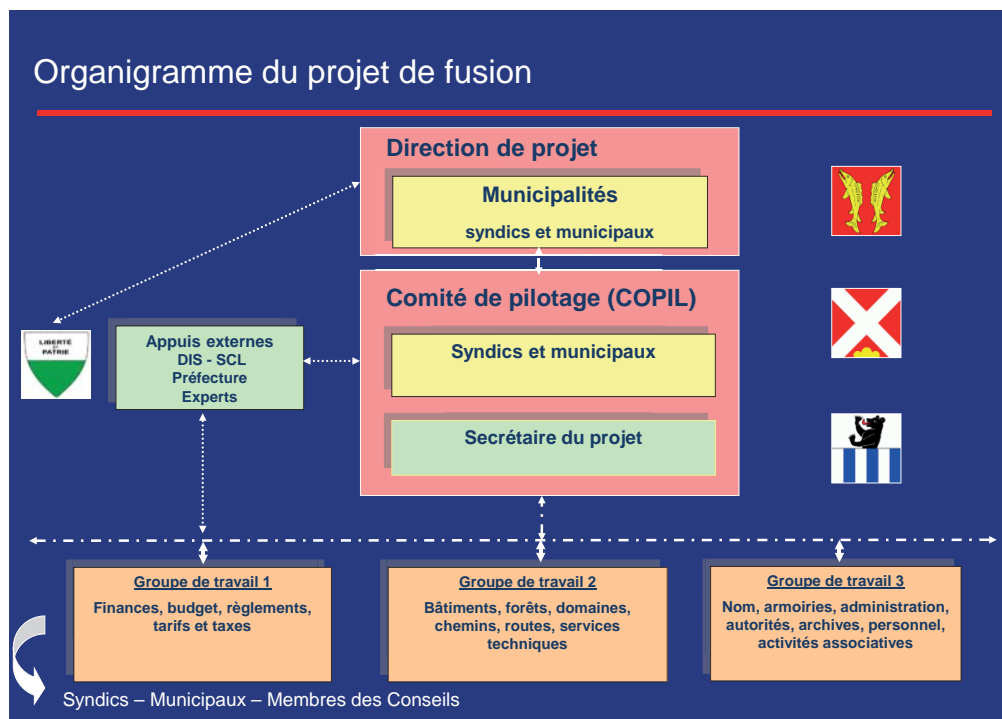 Organigramme du projet de fusion
Direction de projet
Municipalités
syndics et municipaux
Comité de pilotage (COPIL)
Syndics et municipaux
Secrétaire du projet
LIBERTÉ
ET
PATRIE
Appuis externes
DIS - SCL
Préfecture
Experts
Groupe de travail 1
Finances, budget, règlements,
tarifs et taxes
Groupe de travail 2
Bâtiments, forêts, domaines,
chemins, routes, services
techniques
Groupe de travail 3
Nom, armoiries, administration,
autorités, archives, personnel,
activités associatives
Syndics – Municipaux – Membres des Conseils